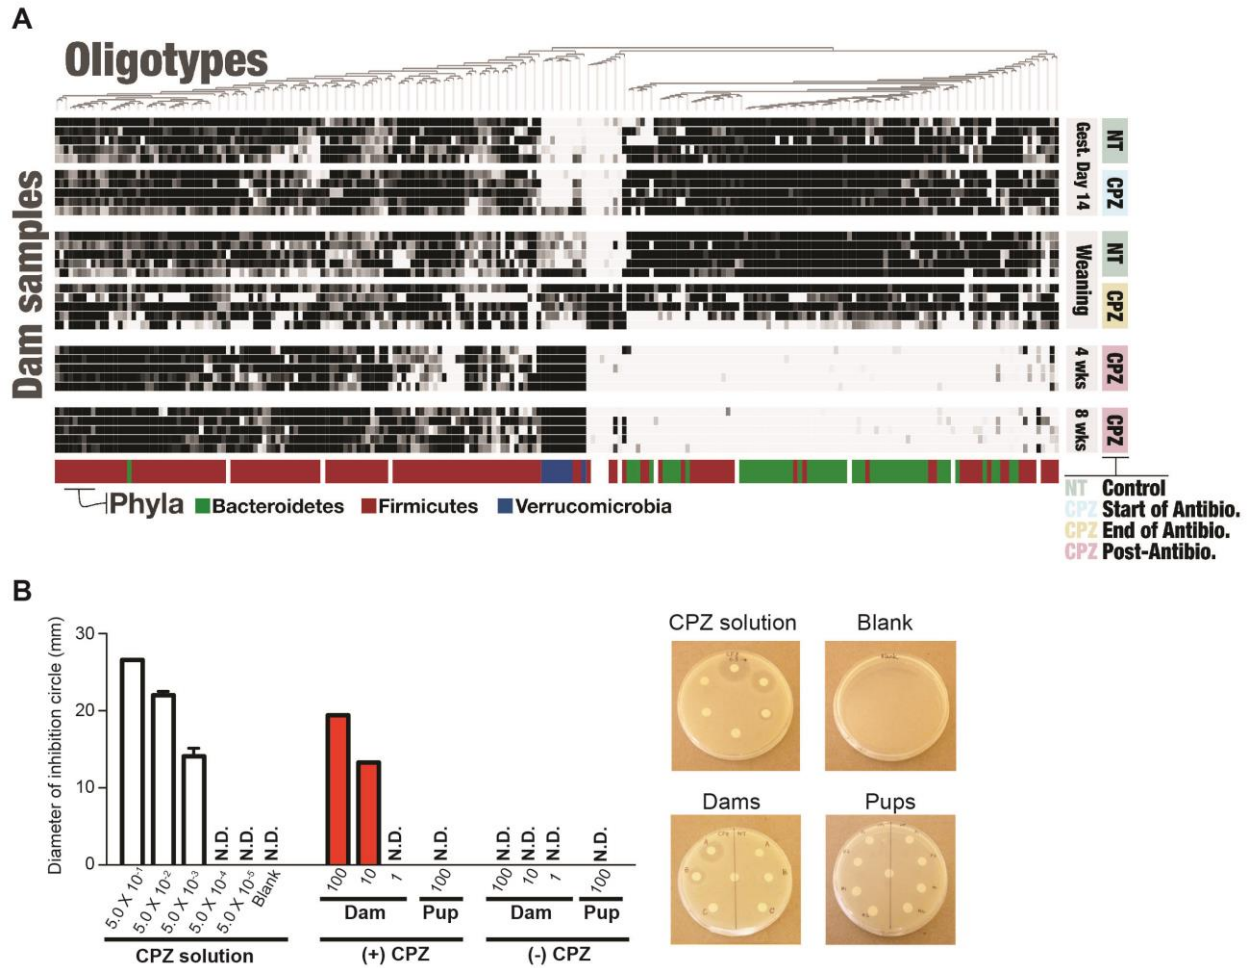 A
Oligotypes
Dam samples
Gest. Day 14
NT
CPZ
Weaning
NT
CPZ
4 wks
CPZ
8 wks
CPZ
Phyla Bacteroidetes Firmicutes Verrucomicrobia
NT Control
CPZ Start of Antibio.
CPZ End of Antibio.
CPZ Post-Antibio.
B
Diameter of inhibition circle (mm)
30
20
10
0
N.D. N.D. N.D. N.D. N.D. N.D. N.D. N.D. N.D.
5.0 X 10-1 5.0 X 10-2 5.0 X 10-3 5.0 X 10-4 5.0 X 10-5 Blank 100 10 1 100 100 10 1 100
Dam Pup Dam Pup
CPZ solution (+) CPZ (-) CPZ
CPZ solution Blank
Dams Pups